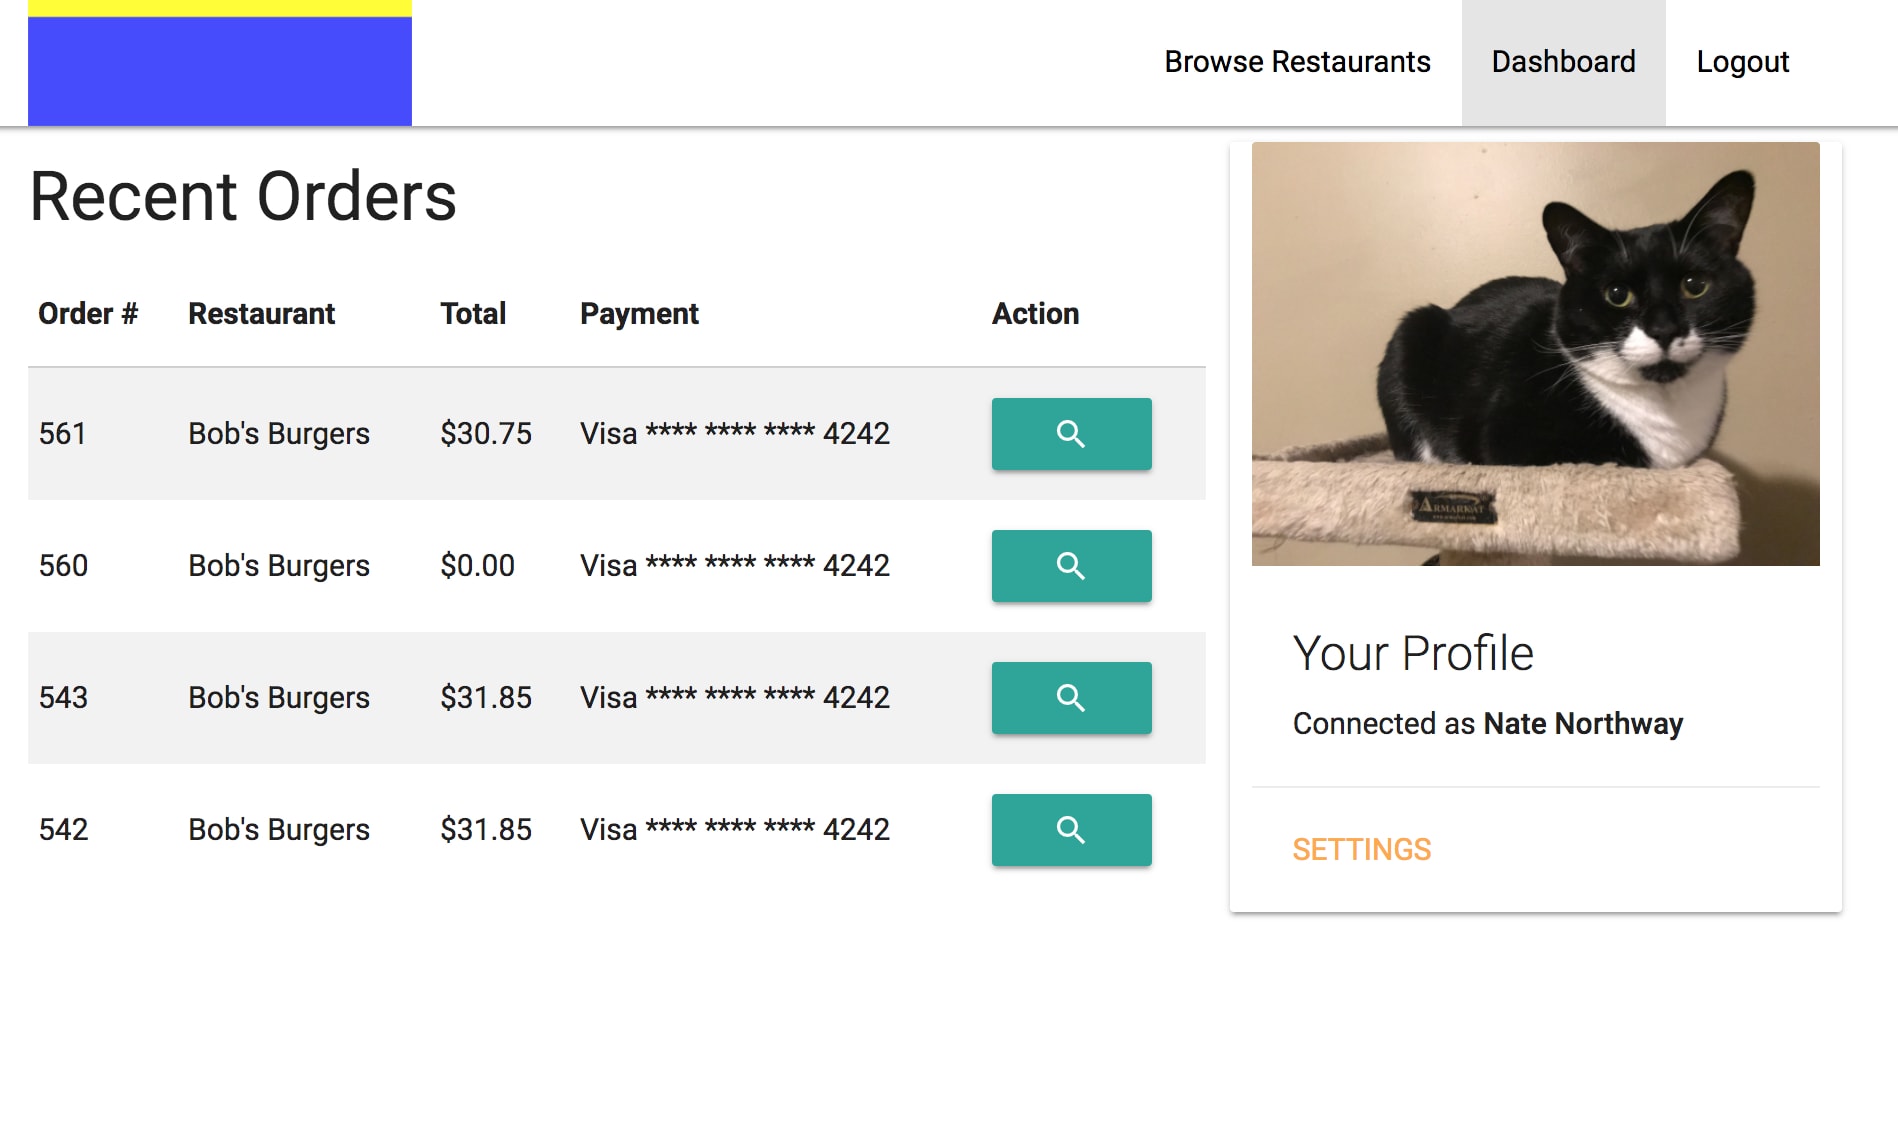 Browse Restaurants Dashboard Logout
Recent Orders
Order # Restaurant Total Payment Action
561 Bob's Burgers $30.75 Visa **** **** **** 4242
560 Bob's Burgers $0.00 Visa **** **** **** 4242
543 Bob's Burgers $31.85 Visa **** **** **** 4242
542 Bob's Burgers $31.85 Visa **** **** **** 4242
ARMARKAT
Your Profile
Connected as Nate Northway
SETTINGS